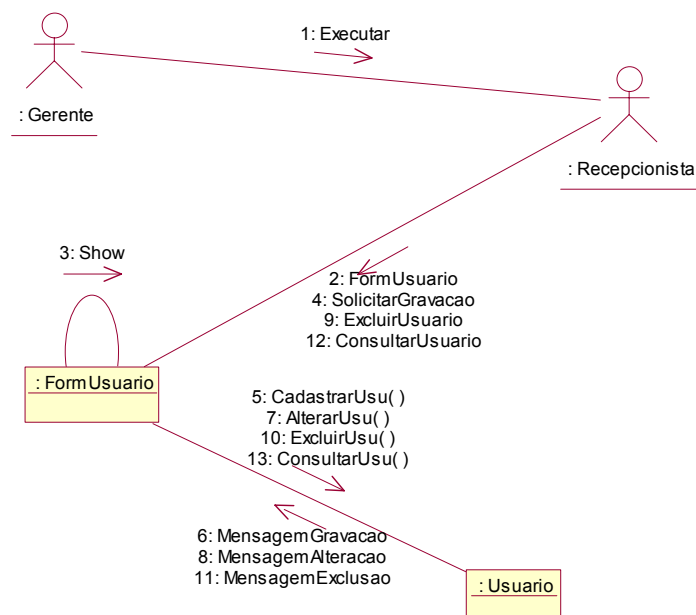 1: Executar
: Gerente
: Recepcionista
3: Show
2: FormUsuario
4: SolicitarGravacao
9: ExcluirUsuario
12: ConsultarUsuario
: FormUsuario
5: CadastrarUsu( )
7: AlterarUsu( )
10: ExcluirUsu( )
13: ConsultarUsu( )
6: MensagemGravacao
8: MensagemAlteracao
11: MensagemExclusao
: Usuario